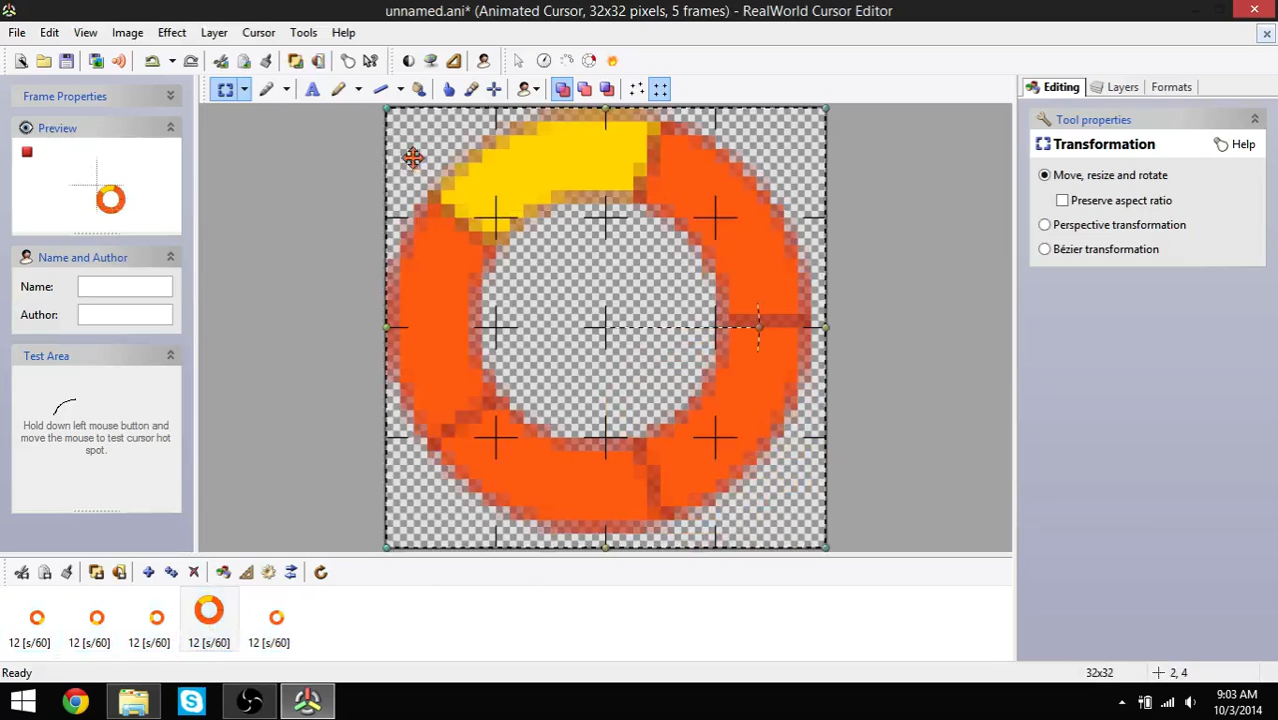 unnamed.ani* (Animated Cursor, 32x32 pixels, 5 frames) - RealWorld Cursor Editor
File Edit View Image Effect Layer Cursor Tools Help
Frame Properties
Preview
Name and Author
Name:
Author:
Test Area
Hold down left mouse button and
move the mouse to test cursor hot
spot.
Editing Layers Formats
Tool properties
Transformation Help
Move, resize and rotate
Preserve aspect ratio
Perspective transformation
Bézier transformation
12 [s/60] 12 [s/60] 12 [s/60] 12 [s/60] 12 [s/60]
Ready 32x32 2, 4
9:03 AM
10/3/2014